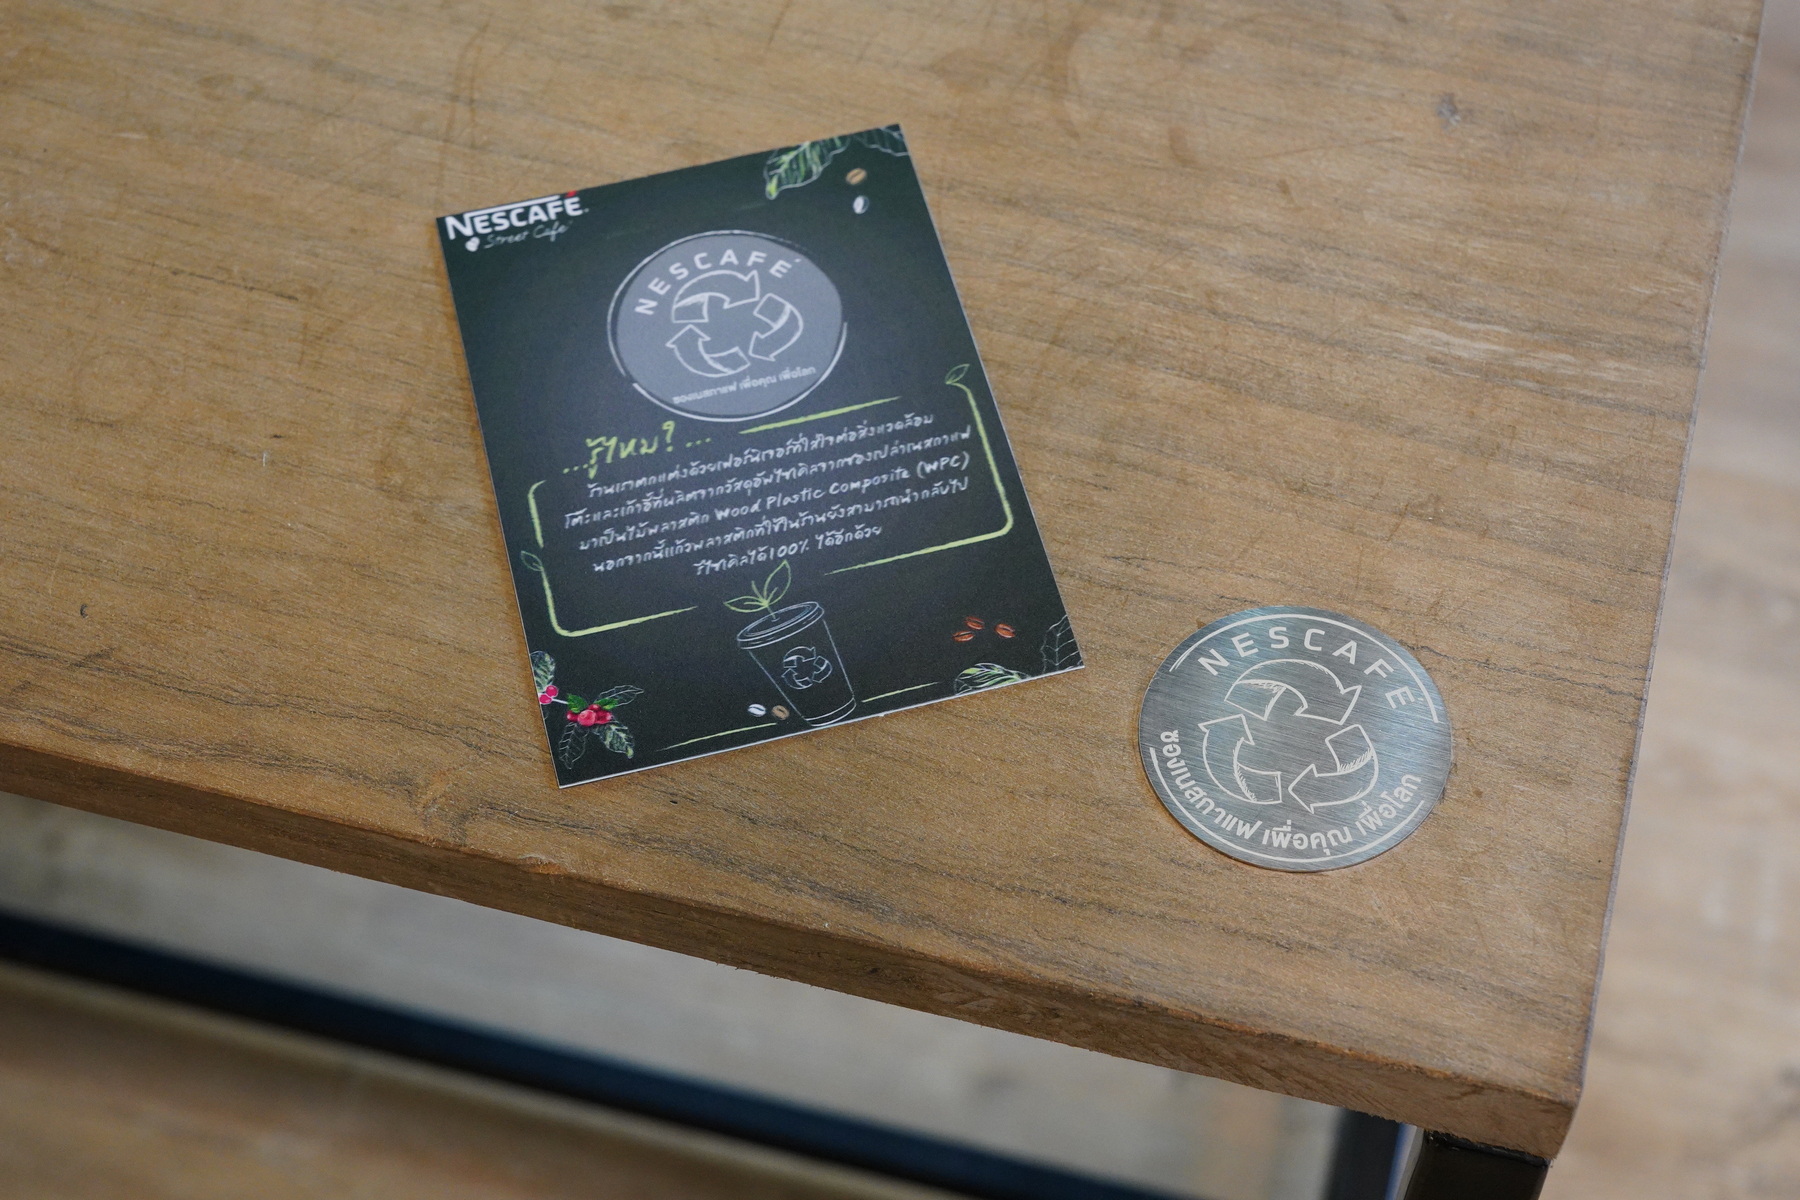 NESCAFÉ
Street Café
NESCAFÉ
ซองเนสกาแฟ เพื่อคุณ เพื่อโลก
...รู้ไหม?...
ร้านเราตกแต่งด้วยเฟอร์นิเจอร์ที่ใส่ใจต่อสิ่งแวดล้อม
โต๊ะและเก้าอี้ที่ผลิตจากวัสดุอัพไซเคิลจากซองเปล่าเนสกาแฟ
มาเป็นไม้พลาสติก Wood Plastic Composite (WPC)
นอกจากนี้แก้วพลาสติกที่ใช้ในร้านยังสามารถนำกลับไป
รีไซเคิลได้100% ได้อีกด้วย
NESCAFÉ
ซองเนสกาแฟ เพื่อคุณ เพื่อโลก